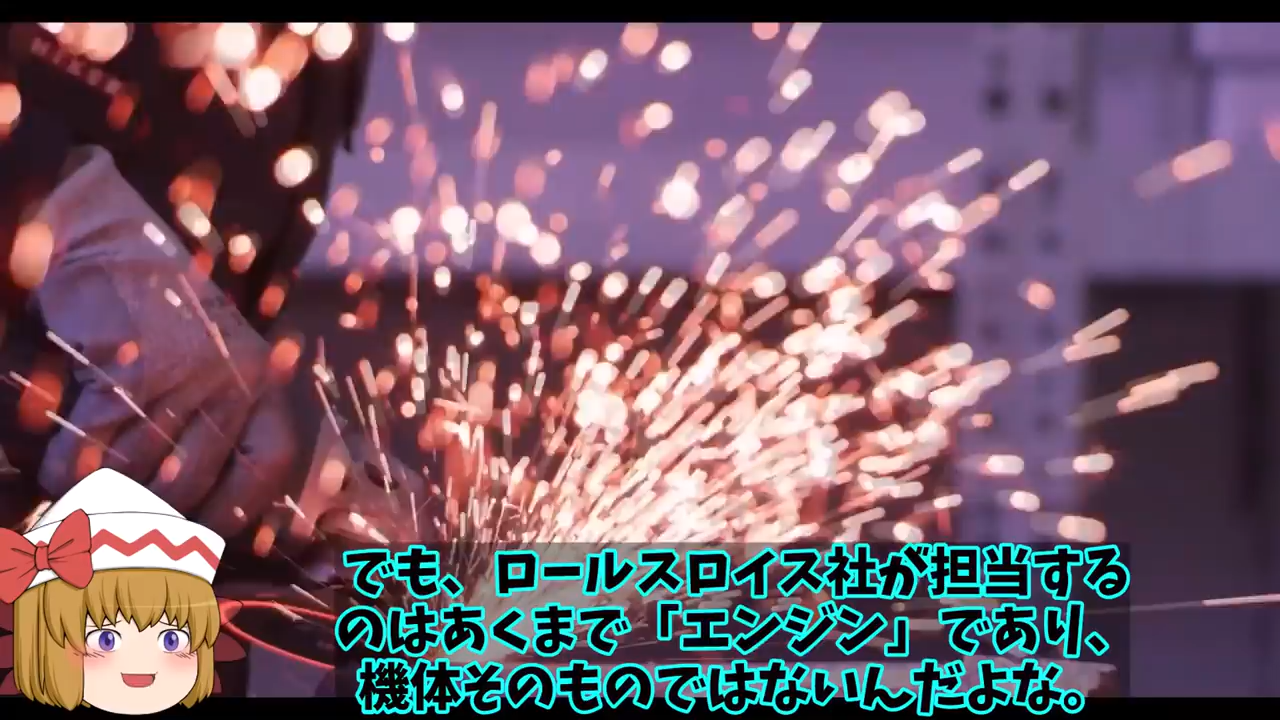 でも、ロールスロイス社が担当する
のはあくまで「エンジン」であり、
機体そのものではないんだよな。